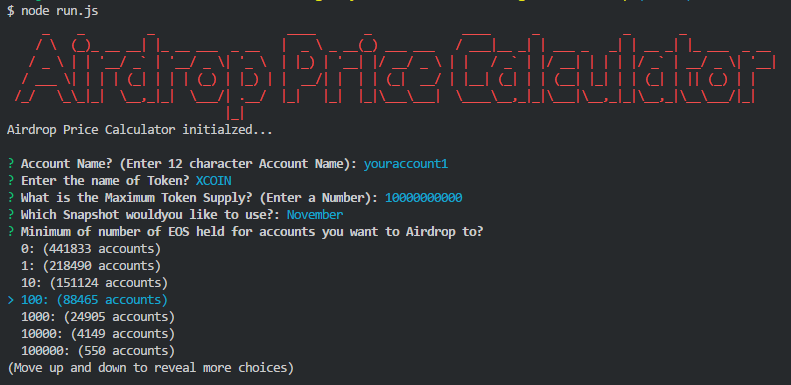 $ node run.js
Airdrop Price Calculator
Airdrop Price Calculator initialzed...
? Account Name? (Enter 12 character Account Name): youraccount1
? Enter the name of Token? XCOIN
? What is the Maximum Token Supply? (Enter a Number): 10000000000
? Which Snapshot wouldyou like to use?: November
? Minimum of number of EOS held for accounts you want to Airdrop to?
0: (441833 accounts)
1: (218490 accounts)
10: (151124 accounts)
> 100: (88465 accounts)
1000: (24905 accounts)
10000: (4149 accounts)
100000: (550 accounts)
(Move up and down to reveal more choices)